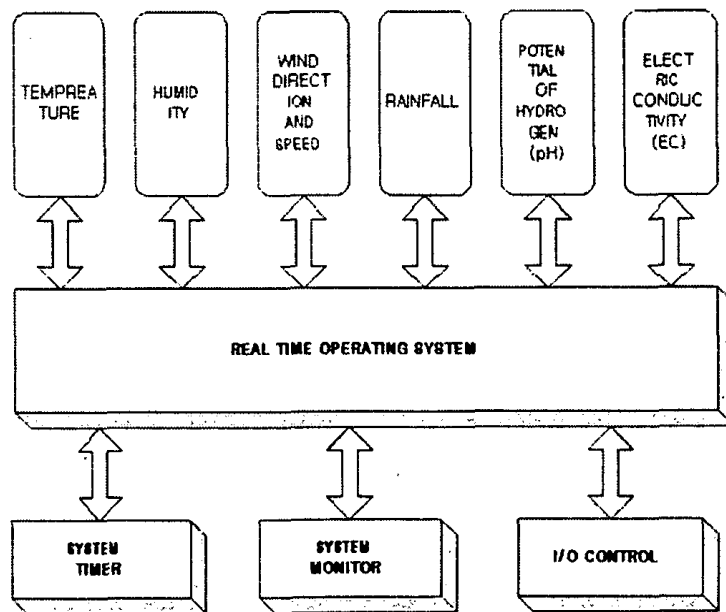 TEMPREA
TURE
HUMID
ITY
WIND
DIRECT
ION
AND
SPEED
RAINFALL
POTEN
TIAL
OF
HYDRO
GEN
(pH)
ELECT
RIC
CONDUC
TIVITY
(EC)
REAL TIME OPERATING SYSTEM
SYSTEM
TIMER
SYSTEM
MONITOR
I/O CONTROL